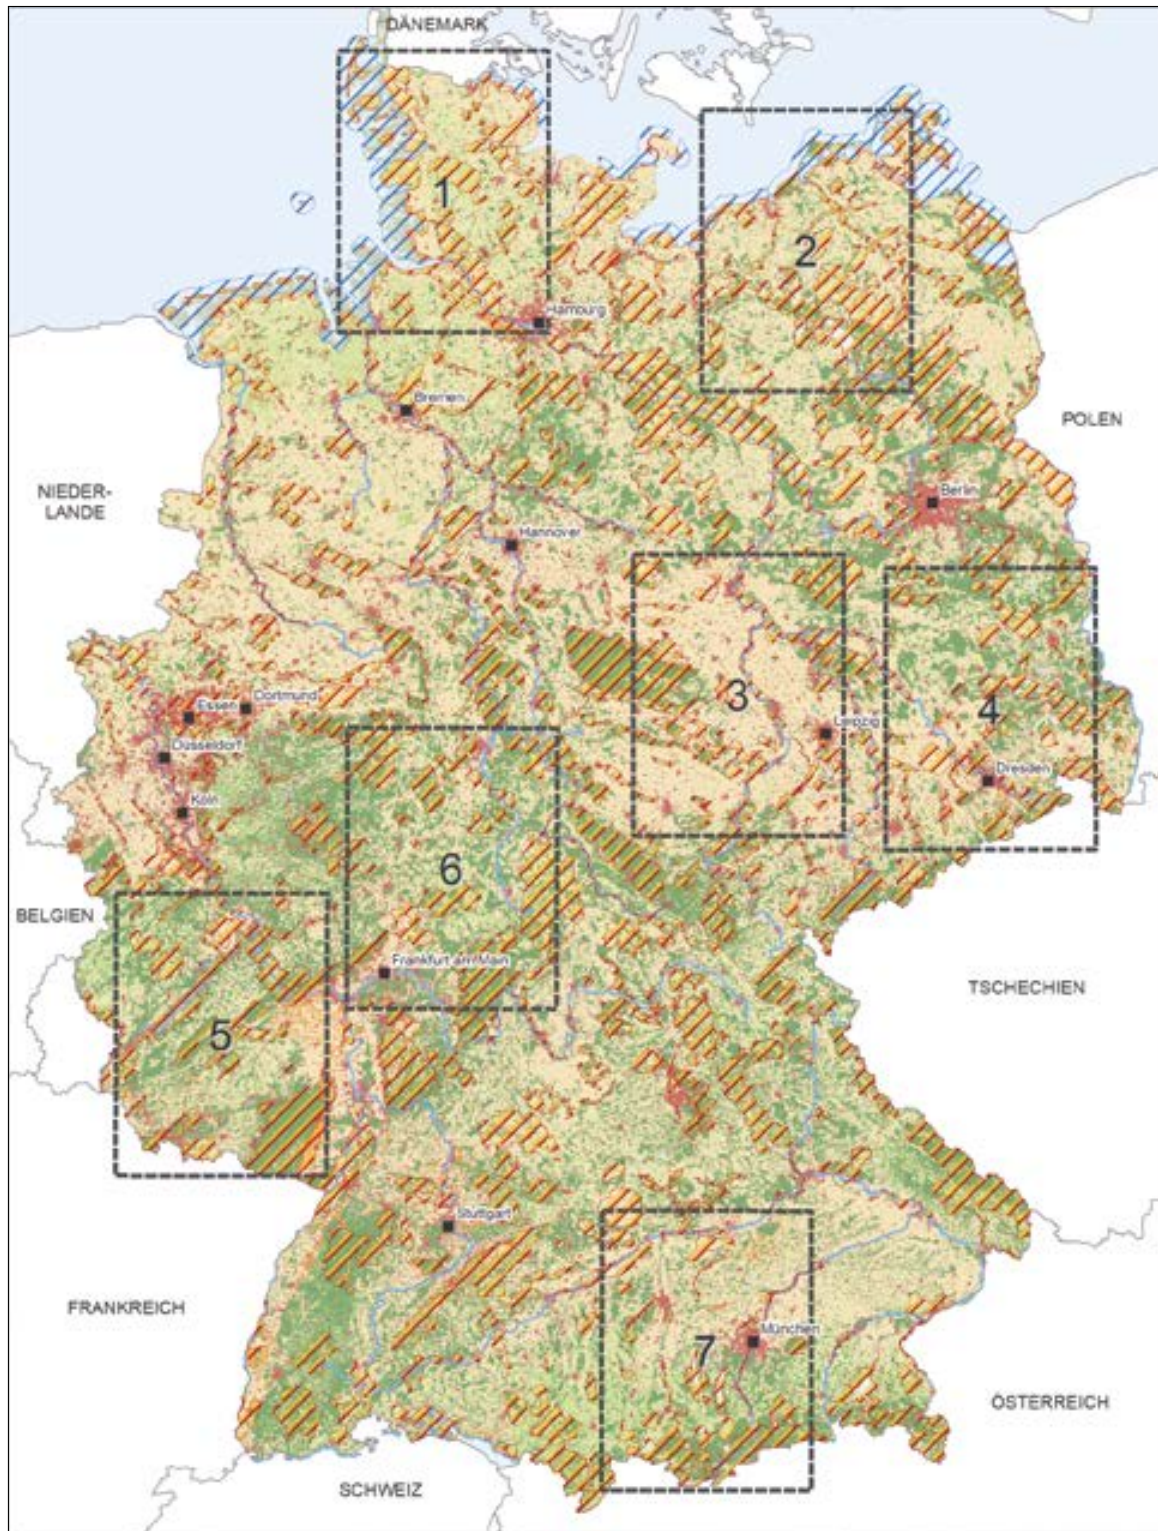 DÄNEMARK
1
2
Hamburg
Bremen
POLEN
NIEDER-
LANDE
Berlin
Hannover
3
4
Dortmund
Essen
Leipzig
Düsseldorf
Dresden
Köln
6
BELGIEN
Frankfurt am Main
TSCHECHIEN
5
Stuttgart
FRANKREICH
München
7
ÖSTERREICH
SCHWEIZ